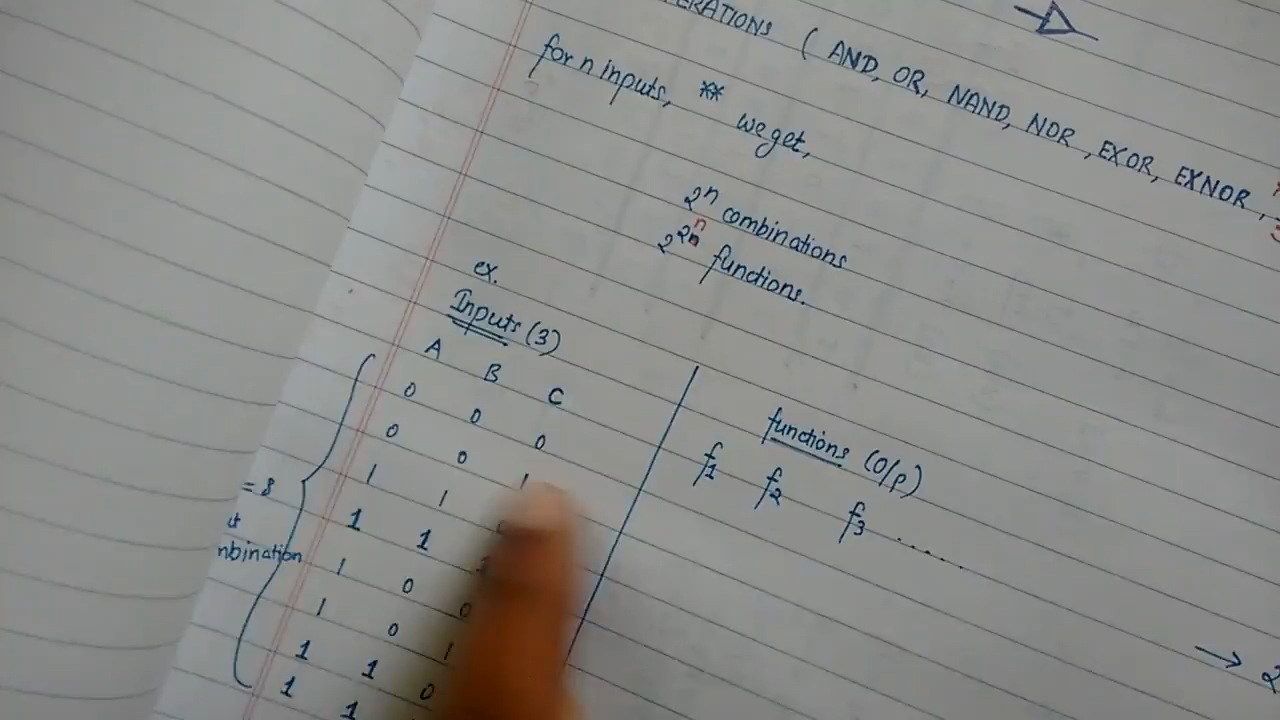 ERATIONS ( AND, OR, NAND, NOR , EXOR, EXNOR ,
for n inputs, **
we get,
2^n combinations
2^2^n functions.
ex.
Inputs (3)
A B C
functions (O/p)
f1 f2 f3 ......
0 0 0
0 0 1
1 1
1 1
1 0 0
1 0 1
1 1 0
1 1
= 8
nbination
→ 2